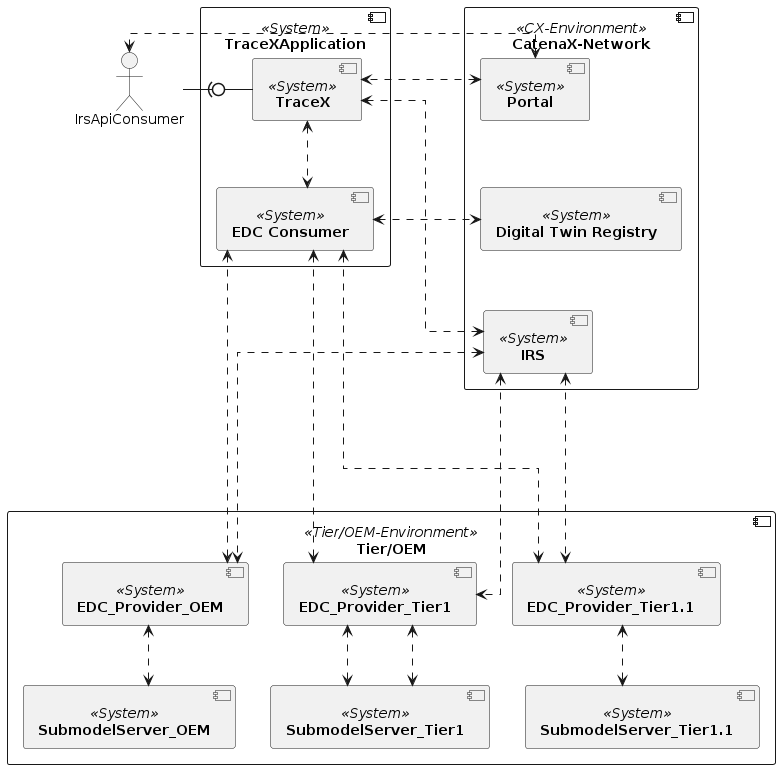 «System»
TraceXApplication
«CX-Environment»
CatenaX-Network
IrsApiConsumer
«System»
TraceX
«System»
Portal
«System»
EDC Consumer
«System»
Digital Twin Registry
«System»
IRS
«Tier/OEM-Environment»
Tier/OEM
«System»
EDC_Provider_OEM
«System»
EDC_Provider_Tier1
«System»
EDC_Provider_Tier1.1
«System»
SubmodelServer_OEM
«System»
SubmodelServer_Tier1
«System»
SubmodelServer_Tier1.1